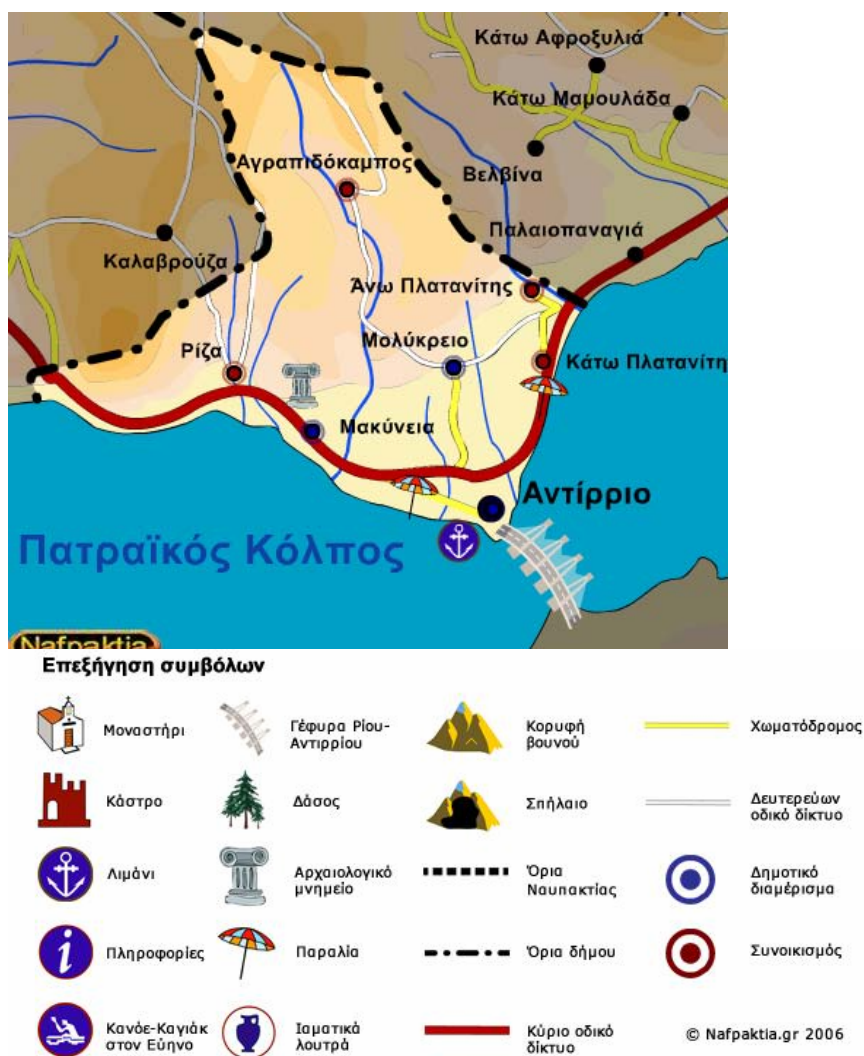 Κάτω Αφροξυλιά
Κάτω Μαμουλάδα
Αγραπιδόκαμπος
Βελβίνα
Παλαιοπαναγιά
Καλαβρούζα
Άνω Πλατανίτης
Μολύκρειο
Ρίζα
Κάτω Πλατανίτη
Μακύνεια
Αντίρριο
Πατραϊκός Κόλπος
Nafpaktia
Επεξήγηση συμβόλων
Μοναστήρι
Γέφυρα Ρίου-
Αντιρρίου
Κορυφή
βουνού
Χωματόδρομος
Κάστρο
Δάσος
Σπήλαιο
Δευτερεύων
οδικό δίκτυο
Λιμάνι
Αρχαιολογικό
μνημείο
Όρια
Ναυπακτίας
Δημοτικό
διαμέρισμα
Πληροφορίες
Παραλία
Όρια δήμου
Συνοικισμός
Κανόε-Καγιάκ
στον Εύηνο
Ιαματικά
λουτρά
Κύριο οδικό
δίκτυο
© Nafpaktia.gr 2006